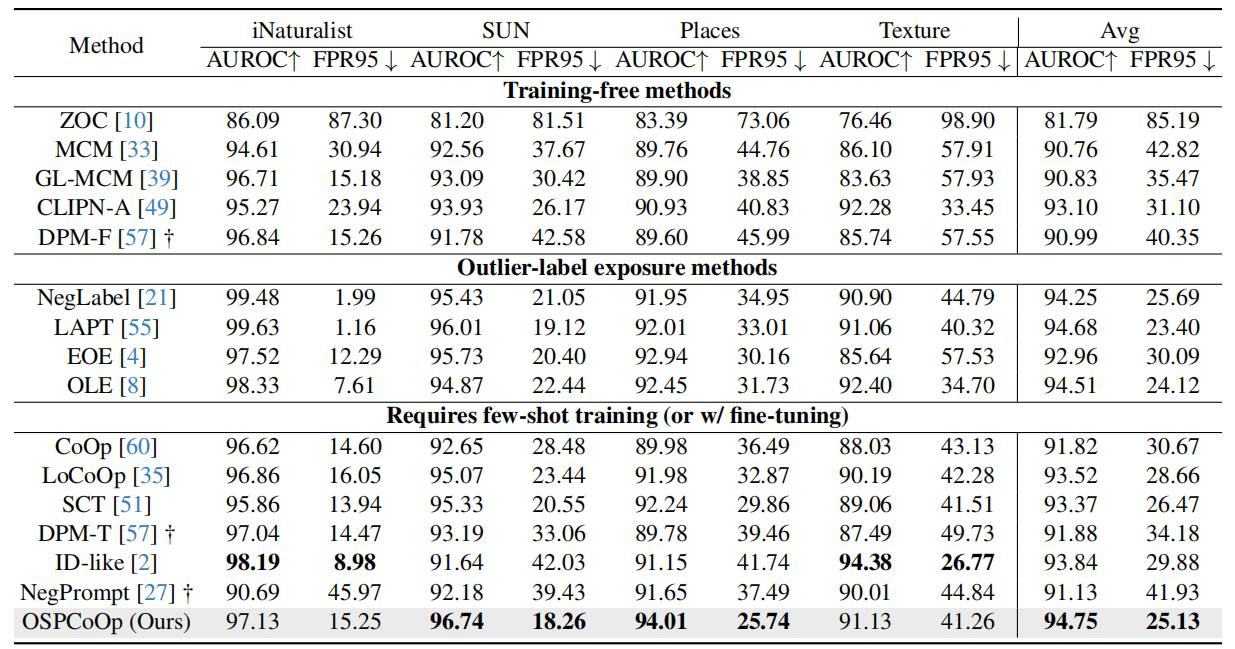 Method iNaturalist SUN Places Texture Avg
AUROC↑ FPR95 ↓ AUROC↑ FPR95 ↓ AUROC↑ FPR95 ↓ AUROC↑ FPR95 ↓ AUROC↑ FPR95 ↓
Training-free methods
ZOC [10] 86.09 87.30 81.20 81.51 83.39 73.06 76.46 98.90 81.79 85.19
MCM [33] 94.61 30.94 92.56 37.67 89.76 44.76 86.10 57.91 90.76 42.82
GL-MCM [39] 96.71 15.18 93.09 30.42 89.90 38.85 83.63 57.93 90.83 35.47
CLIPN-A [49] 95.27 23.94 93.93 26.17 90.93 40.83 92.28 33.45 93.10 31.10
DPM-F [57] † 96.84 15.26 91.78 42.58 89.60 45.99 85.74 57.55 90.99 40.35
Outlier-label exposure methods
NegLabel [21] 99.48 1.99 95.43 21.05 91.95 34.95 90.90 44.79 94.25 25.69
LAPT [55] 99.63 1.16 96.01 19.12 92.01 33.01 91.06 40.32 94.68 23.40
EOE [4] 97.52 12.29 95.73 20.40 92.94 30.16 85.64 57.53 92.96 30.09
OLE [8] 98.33 7.61 94.87 22.44 92.45 31.73 92.40 34.70 94.51 24.12
Requires few-shot training (or w/ fine-tuning)
CoOp [60] 96.62 14.60 92.65 28.48 89.98 36.49 88.03 43.13 91.82 30.67
LoCoOp [35] 96.86 16.05 95.07 23.44 91.98 32.87 90.19 42.28 93.52 28.66
SCT [51] 95.86 13.94 95.33 20.55 92.24 29.86 89.06 41.51 93.37 26.47
DPM-T [57] † 97.04 14.47 93.19 33.06 89.78 39.46 87.49 49.73 91.88 34.18
ID-like [2] 98.19 8.98 91.64 42.03 91.15 41.74 94.38 26.77 93.84 29.88
NegPrompt [27] † 90.69 45.97 92.18 39.43 91.65 37.49 90.01 44.84 91.13 41.93
OSPCoOp (Ours) 97.13 15.25 96.74 18.26 94.01 25.74 91.13 41.26 94.75 25.13